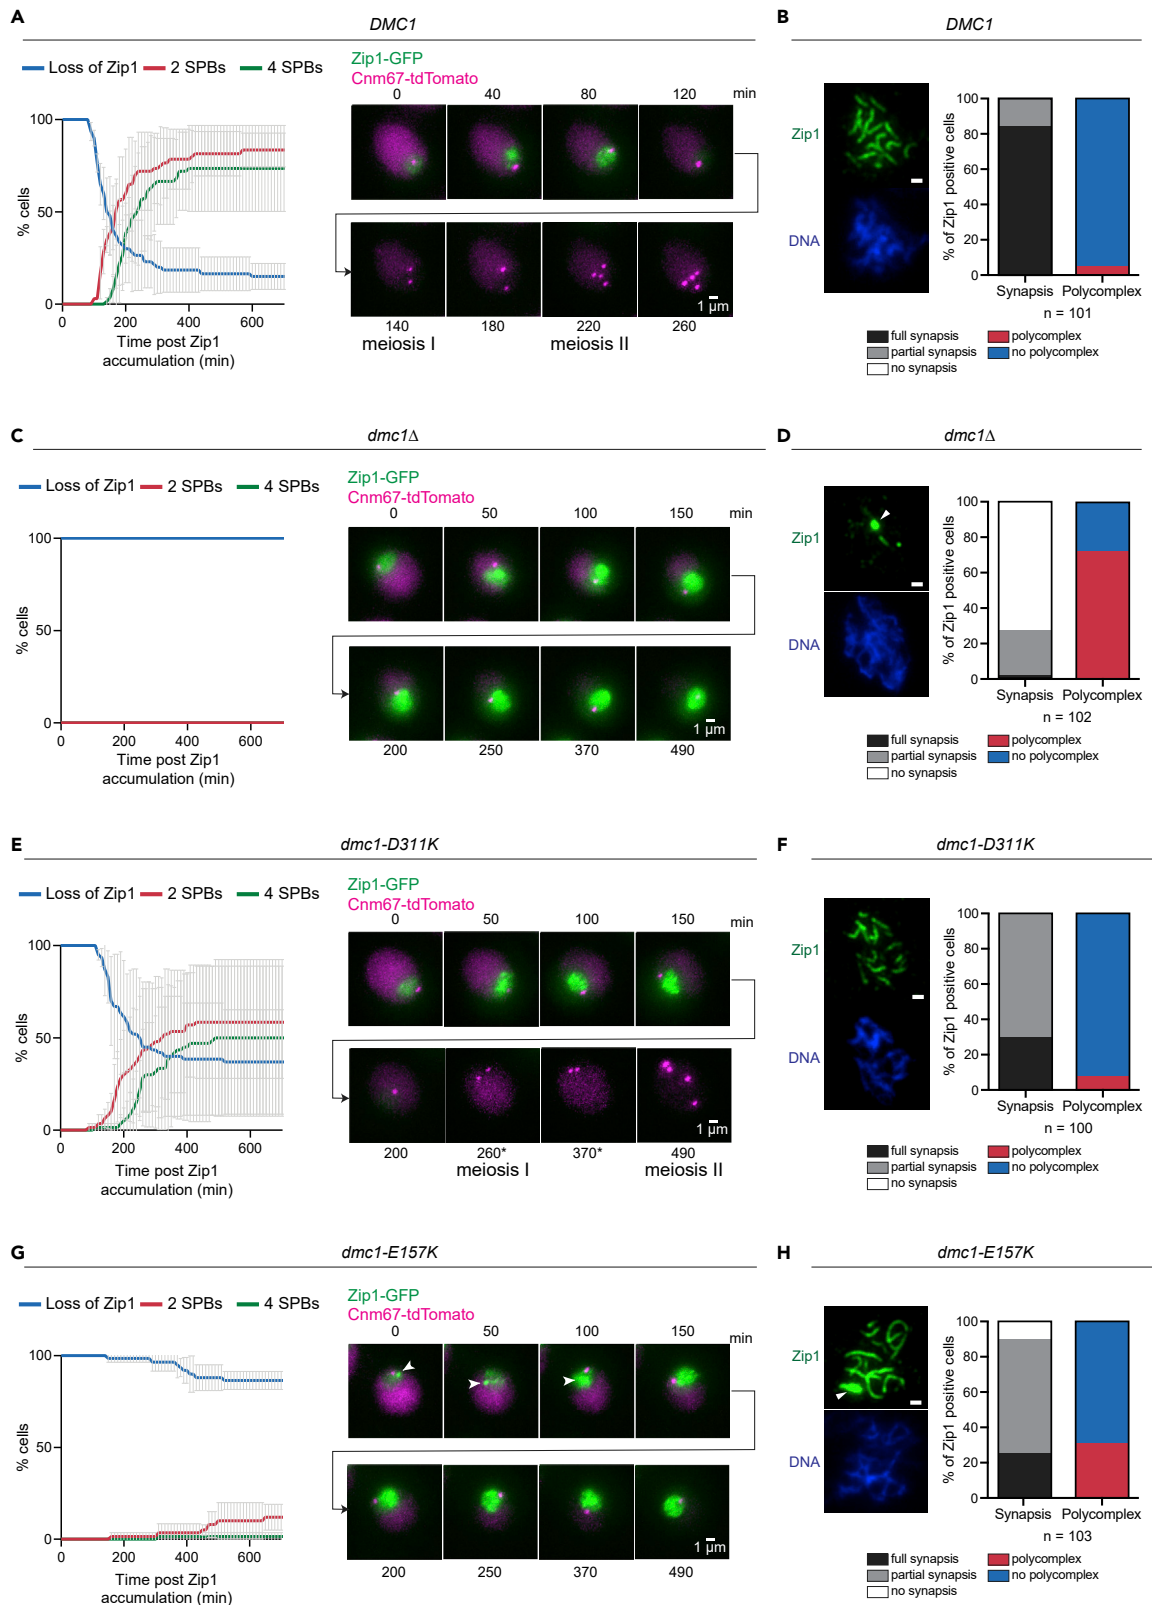 A
DMC1
Loss of Zip1 2 SPBs 4 SPBs
Zip1-GFP
Cnm67-tdTomato
0 40 80 120 min
100
50
0
% cells
0 200 400 600
Time post Zip1
accumulation (min)
1 µm
140 180 220 260
meiosis I meiosis II
B
DMC1
Zip1
DNA
% of Zip1 positive cells
100
80
60
40
20
0
Synapsis Polycomplex
n = 101
full synapsis polycomplex
partial synapsis no polycomplex
no synapsis
C
dmc1Δ
Loss of Zip1 2 SPBs 4 SPBs
Zip1-GFP
Cnm67-tdTomato
0 50 100 150 min
100
50
0
% cells
0 200 400 600
Time post Zip1
accumulation (min)
1 µm
200 250 370 490
D
dmc1Δ
Zip1
DNA
% of Zip1 positive cells
100
80
60
40
20
0
Synapsis Polycomplex
n = 102
full synapsis polycomplex
partial synapsis no polycomplex
no synapsis
E
dmc1-D311K
Loss of Zip1 2 SPBs 4 SPBs
Zip1-GFP
Cnm67-tdTomato
0 50 100 150 min
100
50
0
% cells
0 200 400 600
Time post Zip1
accumulation (min)
1 µm
200 260* 370* 490
meiosis I meiosis II
F
dmc1-D311K
Zip1
DNA
% of Zip1 positive cells
100
80
60
40
20
0
Synapsis Polycomplex
n = 100
full synapsis polycomplex
partial synapsis no polycomplex
no synapsis
G
dmc1-E157K
Loss of Zip1 2 SPBs 4 SPBs
Zip1-GFP
Cnm67-tdTomato
0 50 100 150 min
100
50
0
% cells
0 200 400 600
Time post Zip1
accumulation (min)
1 µm
200 250 370 490
H
dmc1-E157K
Zip1
DNA
% of Zip1 positive cells
100
80
60
40
20
0
Synapsis Polycomplex
n = 103
full synapsis polycomplex
partial synapsis no polycomplex
no synapsis